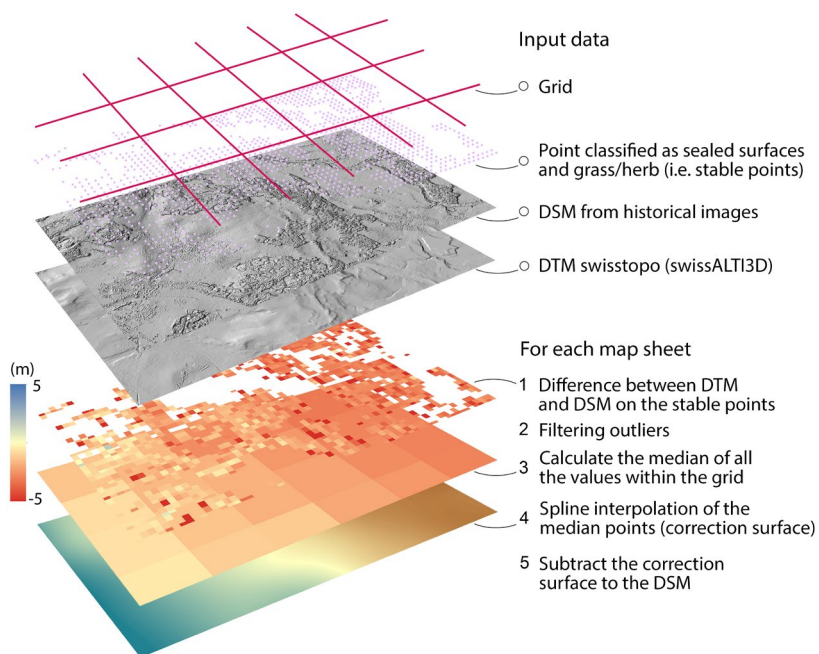 Input data
Grid
Point classified as sealed surfaces
and grass/herb (i.e. stable points)
DSM from historical images
DTM swisstopo (swissALTI3D)
For each map sheet
(m)
5
-5
1 Difference between DTM
and DSM on the stable points
2 Filtering outliers
3 Calculate the median of all
the values within the grid
4 Spline interpolation of the
median points (correction surface)
5 Subtract the correction
surface to the DSM